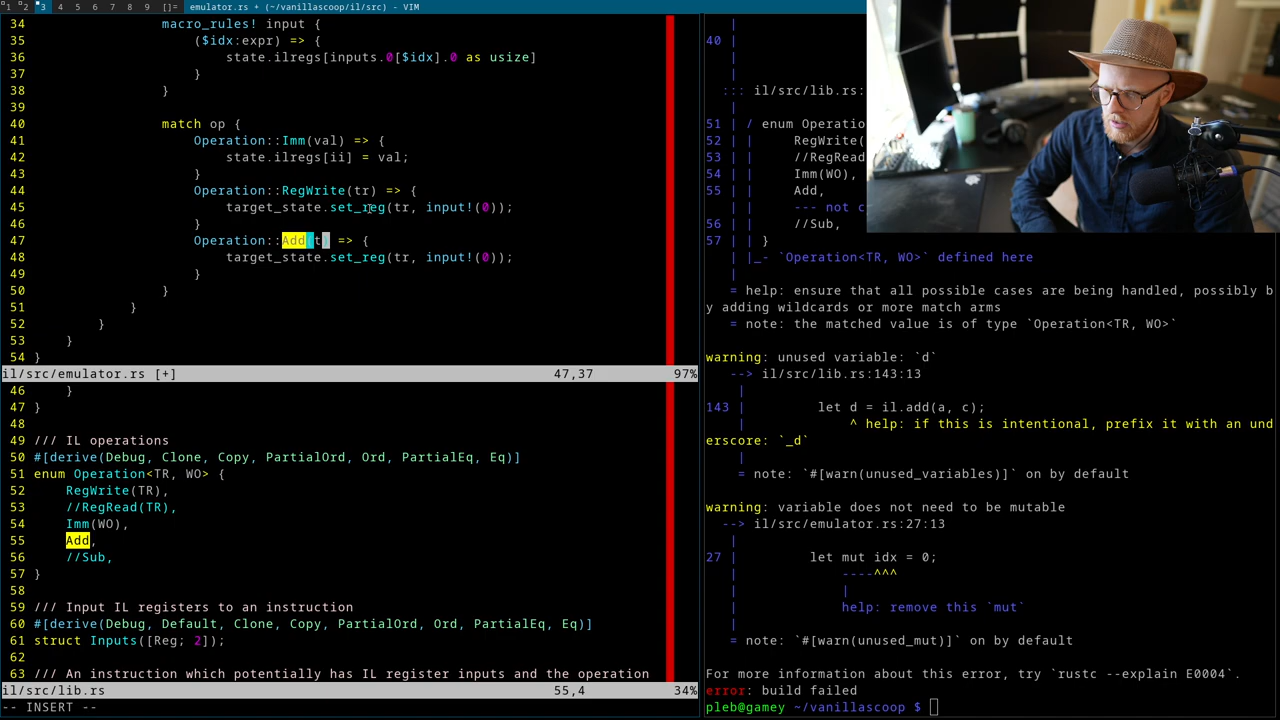 1 2 3 4 5 6 7 8 9 []= emulator.rs + (~/vanillascoop/il/src) - VIM
34 macro_rules! input {
35 ($idx:expr) => {
36 state.ilregs[inputs.0[$idx].0 as usize]
37 }
38 }
39
40 match op {
41 Operation::Imm(val) => {
42 state.ilregs[ii] = val;
43 }
44 Operation::RegWrite(tr) => {
45 target_state.set_reg(tr, input!(0));
46 }
47 Operation::Add(t) => {
48 target_state.set_reg(tr, input!(0));
49 }
50 }
51 }
52 }
53 }
54 }
il/src/emulator.rs [+] 47,37 97%
46 }
47 }
48
49 /// IL operations
50 #[derive(Debug, Clone, Copy, PartialOrd, Ord, PartialEq, Eq)]
51 enum Operation<TR, WO> {
52 RegWrite(TR),
53 //RegRead(TR),
54 Imm(WO),
55 Add,
56 //Sub,
57 }
58
59 /// Input IL registers to an instruction
60 #[derive(Debug, Default, Clone, Copy, PartialOrd, Ord, PartialEq, Eq)]
61 struct Inputs([Reg; 2]);
62
63 /// An instruction which potentially has IL register inputs and the operation
il/src/lib.rs 55,4 34%
-- INSERT --
|
40 |
|
|
::: il/src/lib.rs:
|
51 | / enum Operatio
52 | | RegWrite(
53 | | //RegRead
54 | | Imm(WO),
55 | | Add,
| | --- not c
56 | | //Sub,
57 | | }
| |_- `Operation<TR, WO>` defined here
|
= help: ensure that all possible cases are being handled, possibly b
y adding wildcards or more match arms
= note: the matched value is of type `Operation<TR, WO>`
warning: unused variable: `d`
--> il/src/lib.rs:143:13
|
143 | let d = il.add(a, c);
| ^ help: if this is intentional, prefix it with an und
erscore: `_d`
|
= note: `#[warn(unused_variables)]` on by default
warning: variable does not need to be mutable
--> il/src/emulator.rs:27:13
|
27 | let mut idx = 0;
| ----^^^
| |
| help: remove this `mut`
|
= note: `#[warn(unused_mut)]` on by default
For more information about this error, try `rustc --explain E0004`.
error: build failed
pleb@gamey ~/vanillascoop $